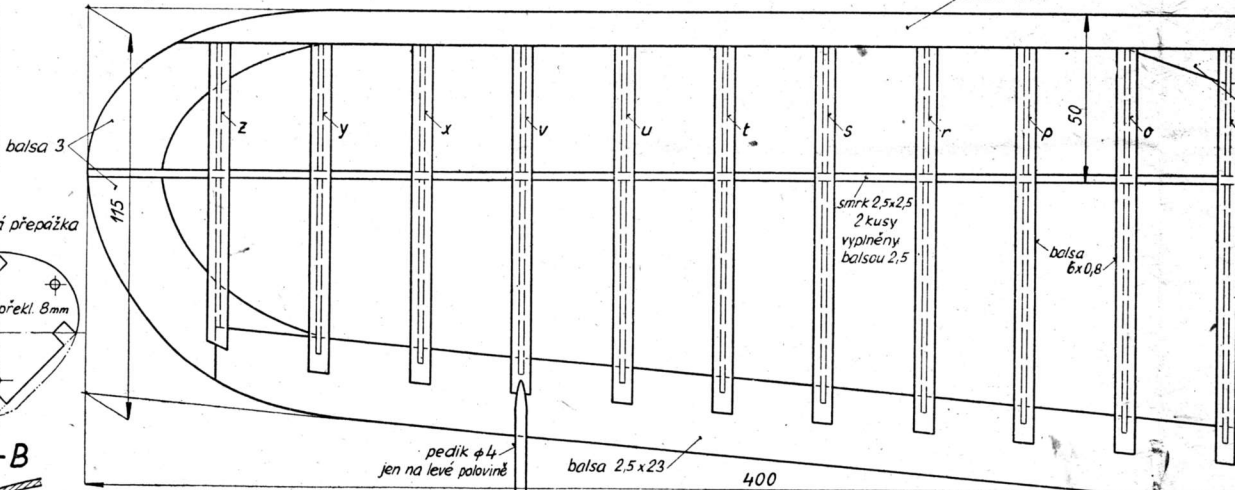 balsa 3
115
á přepážka
překl. 8mm
-B
z
y
x
v
u
t
s
r
p
o
50
smrk 2,5x2,5
2 kusy
vyplněny
balsou 2,5
balsa
6x0,8
pedik ϕ4
jen na levé polovině
balsa 2,5x23
400